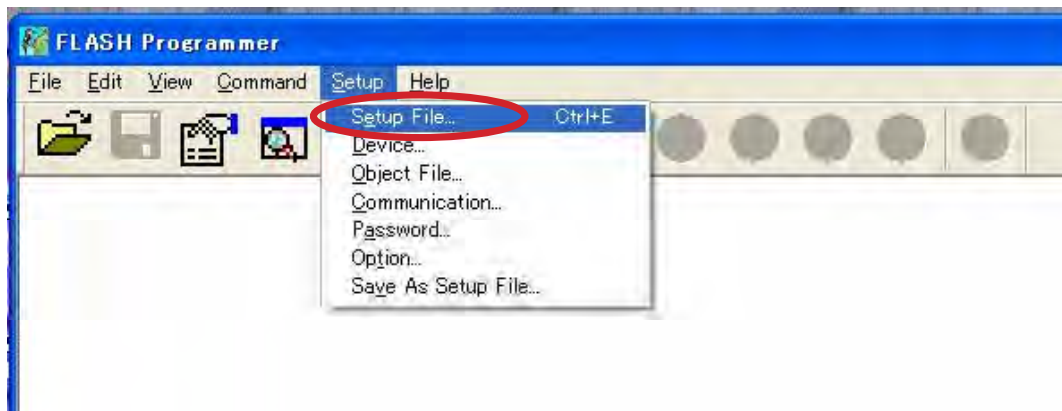 FLASH Programmer
File Edit View Command Setup Help
Setup File... Ctrl+E
Device...
Object File...
Communication...
Password...
Option...
Save As Setup File...